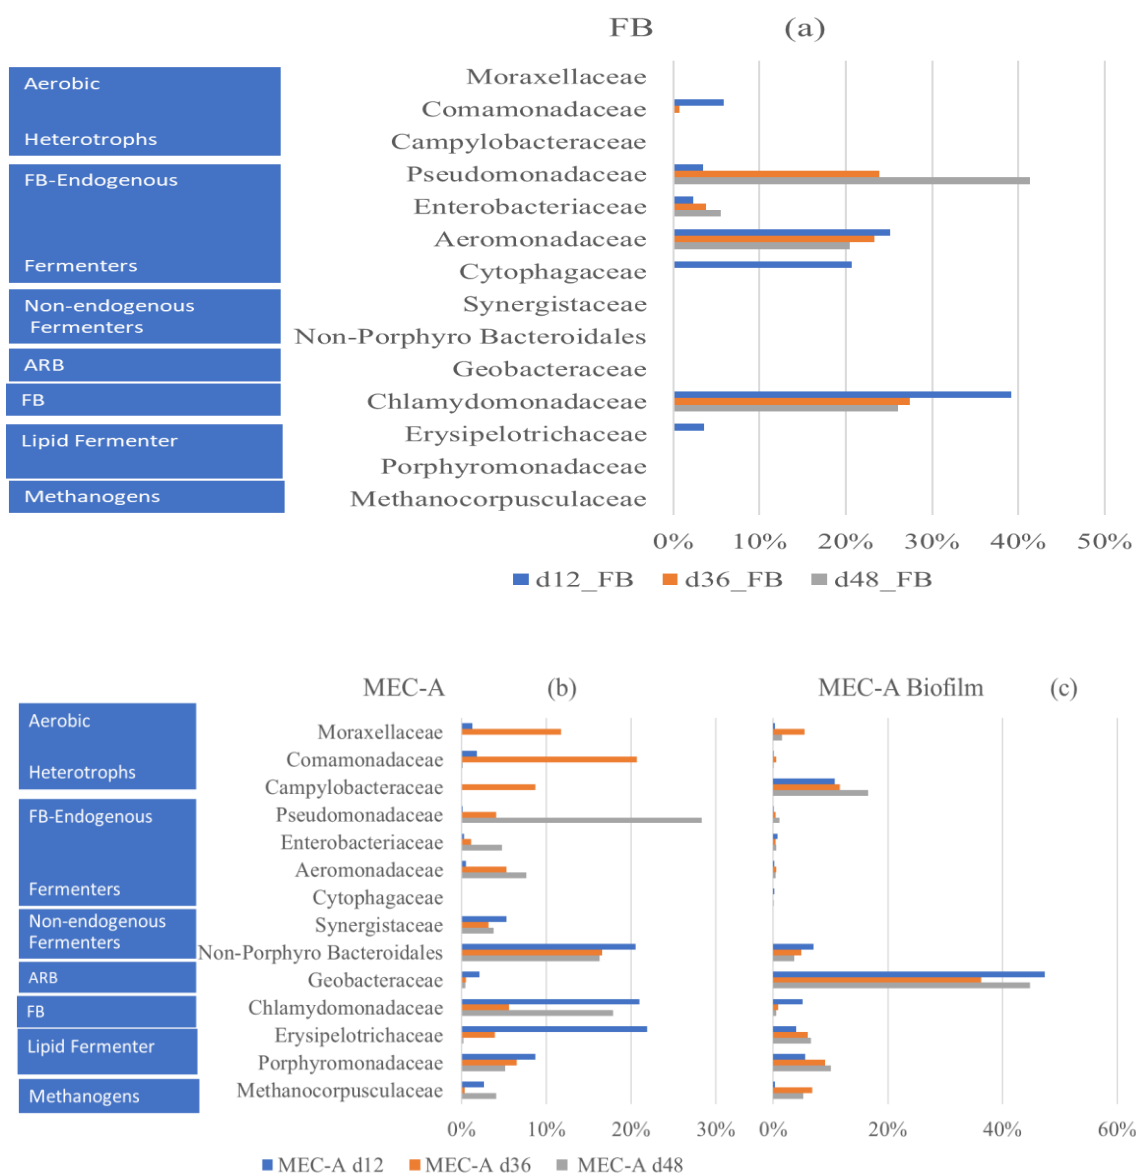 FB (a)
Aerobic
Heterotrophs
FB-Endogenous
Fermenters
Non-endogenous
Fermenters
ARB
FB
Lipid Fermenter
Methanogens
Moraxellaceae
Comamonadaceae
Campylobacteraceae
Pseudomonadaceae
Enterobacteriaceae
Aeromonadaceae
Cytophagaceae
Synergistaceae
Non-Porphyro Bacteroidales
Geobacteraceae
Chlamydomonadaceae
Erysipelotrichaceae
Porphyromonadaceae
Methanocorpusculaceae
0% 10% 20% 30% 40% 50%
d12_FB d36_FB d48_FB
MEC-A (b) MEC-A Biofilm (c)
Aerobic
Heterotrophs
FB-Endogenous
Fermenters
Non-endogenous
Fermenters
ARB
FB
Lipid Fermenter
Methanogens
Moraxellaceae
Comamonadaceae
Campylobacteraceae
Pseudomonadaceae
Enterobacteriaceae
Aeromonadaceae
Cytophagaceae
Synergistaceae
Non-Porphyro Bacteroidales
Geobacteraceae
Chlamydomonadaceae
Erysipelotrichaceae
Porphyromonadaceae
Methanocorpusculaceae
0% 10% 20% 30% 0% 20% 40% 60%
MEC-A d12 MEC-A d36 MEC-A d48